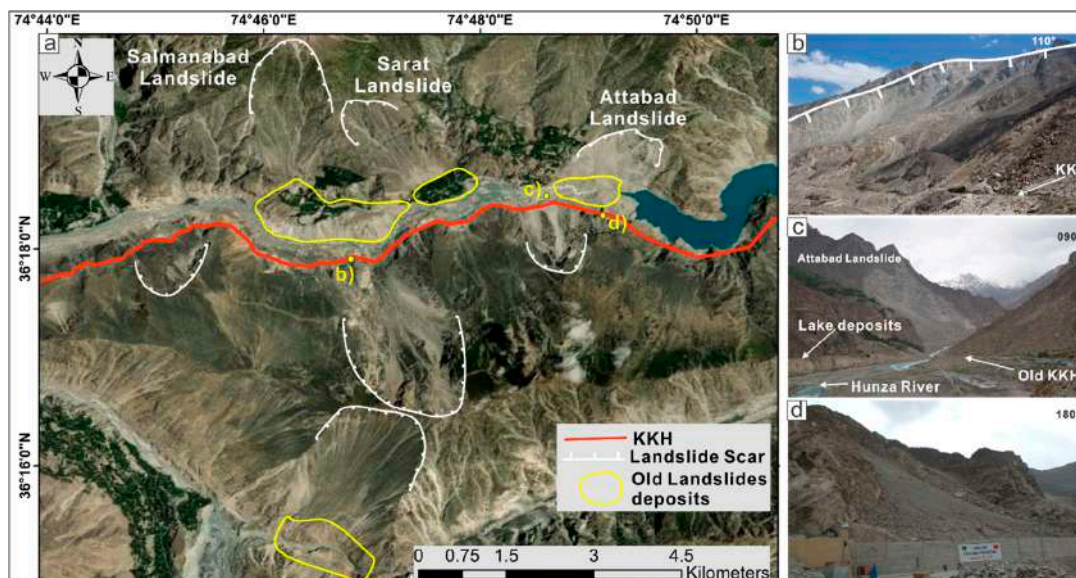 74°44'0"E
74°46'0"E
74°48'0"E
74°50'0"E
a
N
W
E
S
Salmanabad
Landslide
Sarat
Landslide
Attabad
Landslide
c)
d)
b)
36°18'0"N
36°16'0"N
KKH
Landslide Scar
Old Landslides
deposits
0 0.75 1.5 3 4.5
Kilometers
b
110°
KK
c
090
Attabad Landslide
Lake deposits
Old KKH
Hunza River
d
180